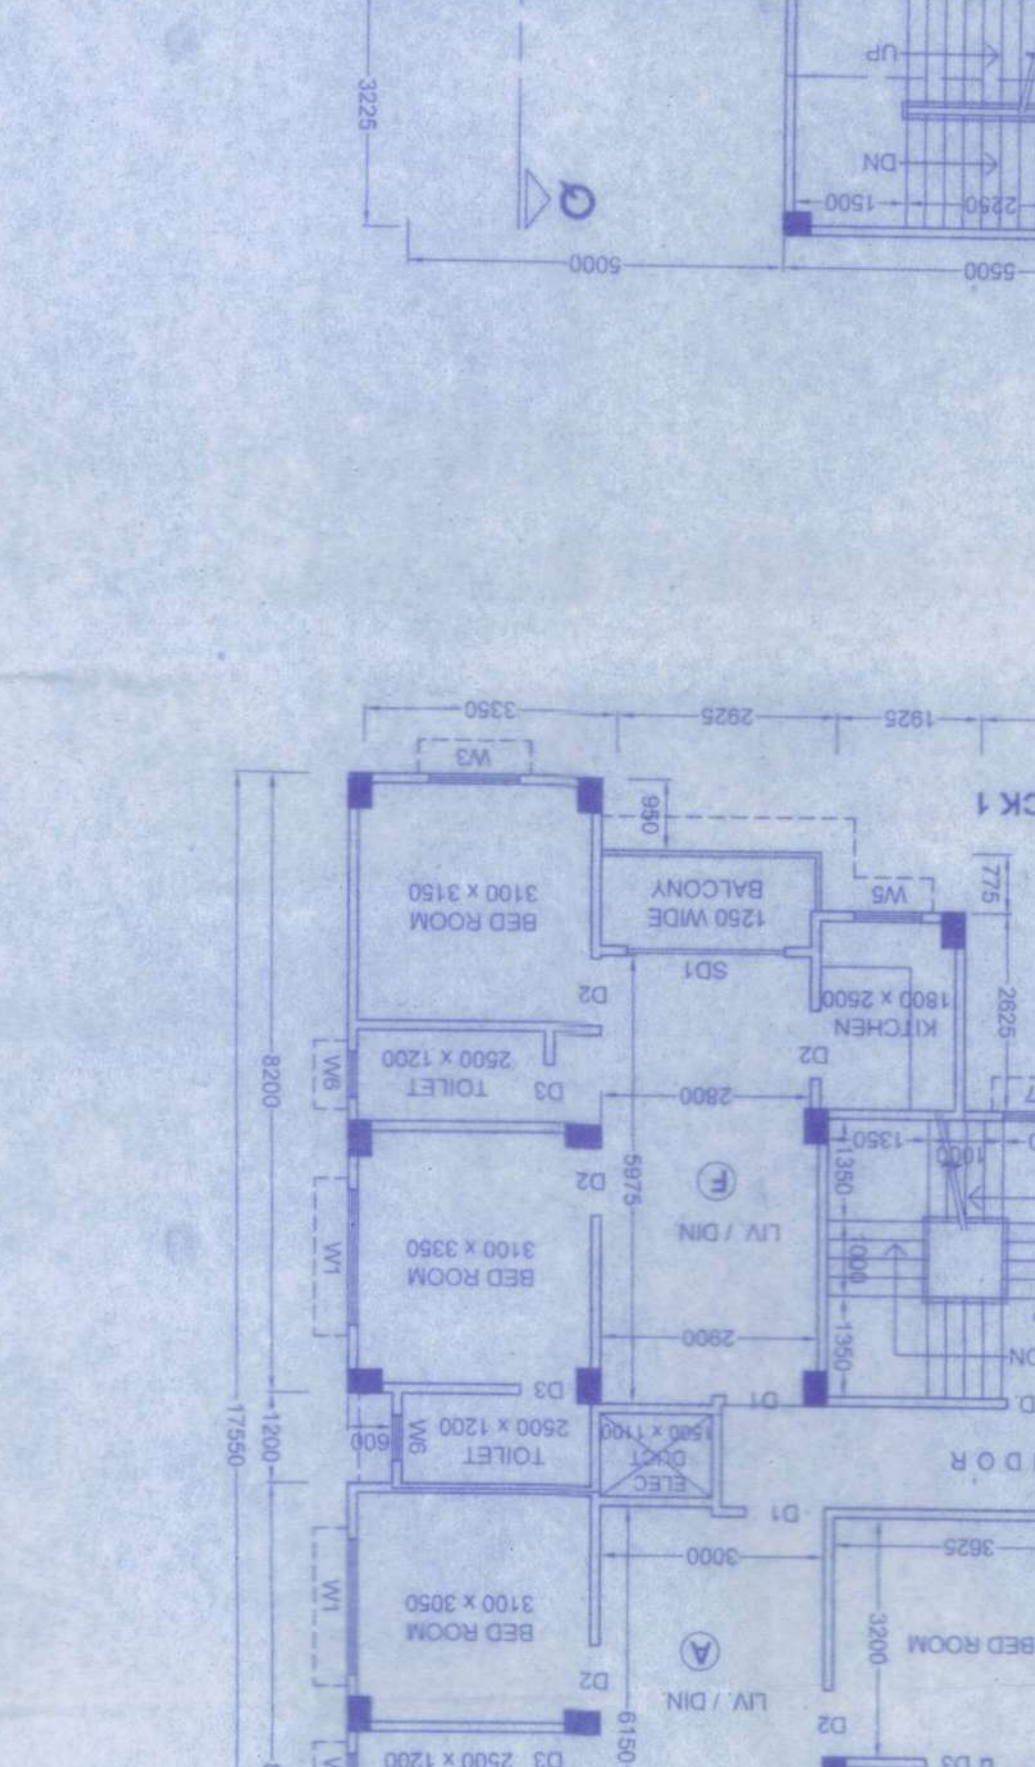 UP
3225
DN
1500
2250
Q
5000
5500
3350
2925
1925
W3
CK 1
950
775
BED ROOM
3100 x 3150
1250 WIDE
BALCONY
W5
SD1
D2
KITCHEN
1800 x 2500
2625
W6
TOILET
2500 x 1200
D3
D2
8200
2800
1350
1000
1350
D2
5975
F
LIV. / DIN.
W1
BED ROOM
3100 x 3350
1000
2900
1350
D3
D1
17550
1200
600
W6
TOILET
2500 x 1200
ELEC
DUCT
1500 x 1100
DOR
D1
3000
3625
W1
BED ROOM
3100 x 3050
A
LIV. / DIN.
3200
BED ROOM
D2
6150
D2
2500 x 1200
D3
D3